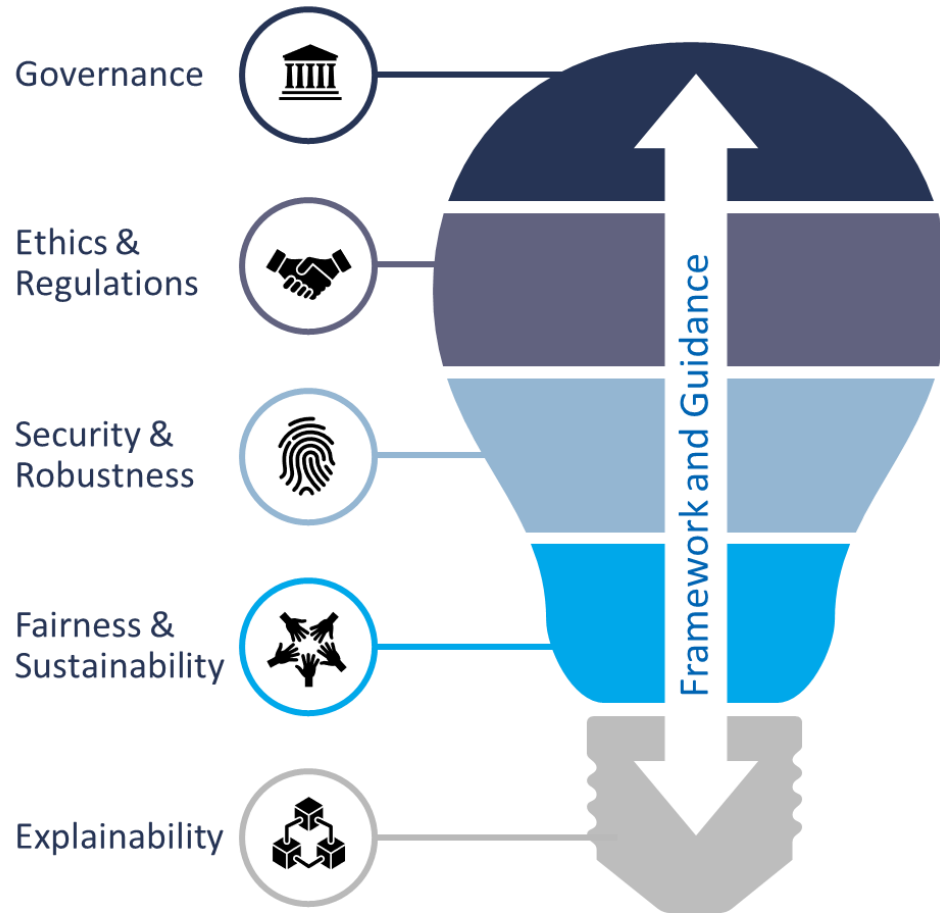 Governance
Ethics &
Regulations
Security &
Robustness
Fairness &
Sustainability
Explainability
Framework and Guidance